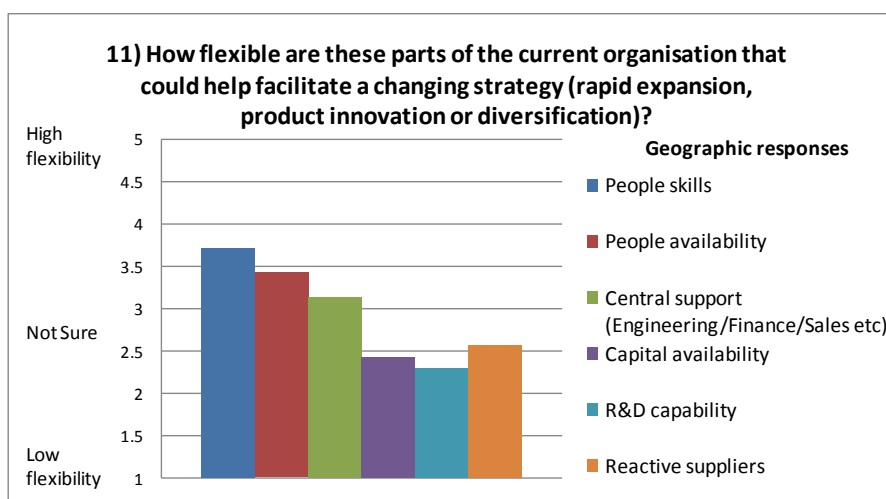 11) How flexible are these parts of the current organisation that
could help facilitate a changing strategy (rapid expansion,
product innovation or diversification)?
High
flexibility
Not Sure
Low
flexibility
5
4.5
4
3.5
3
2.5
2
1.5
1
Geographic responses
People skills
People availability
Central support
(Engineering/Finance/Sales etc)
Capital availability
R&D capability
Reactive suppliers